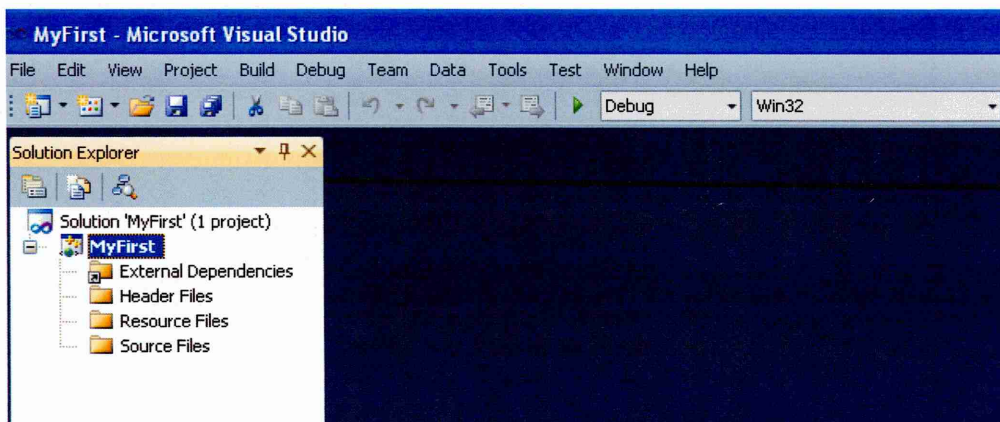 MyFirst - Microsoft Visual Studio
File Edit View Project Build Debug Team Data Tools Test Window Help
Debug Win32
Solution Explorer
Solution 'MyFirst' (1 project)
MyFirst
External Dependencies
Header Files
Resource Files
Source Files